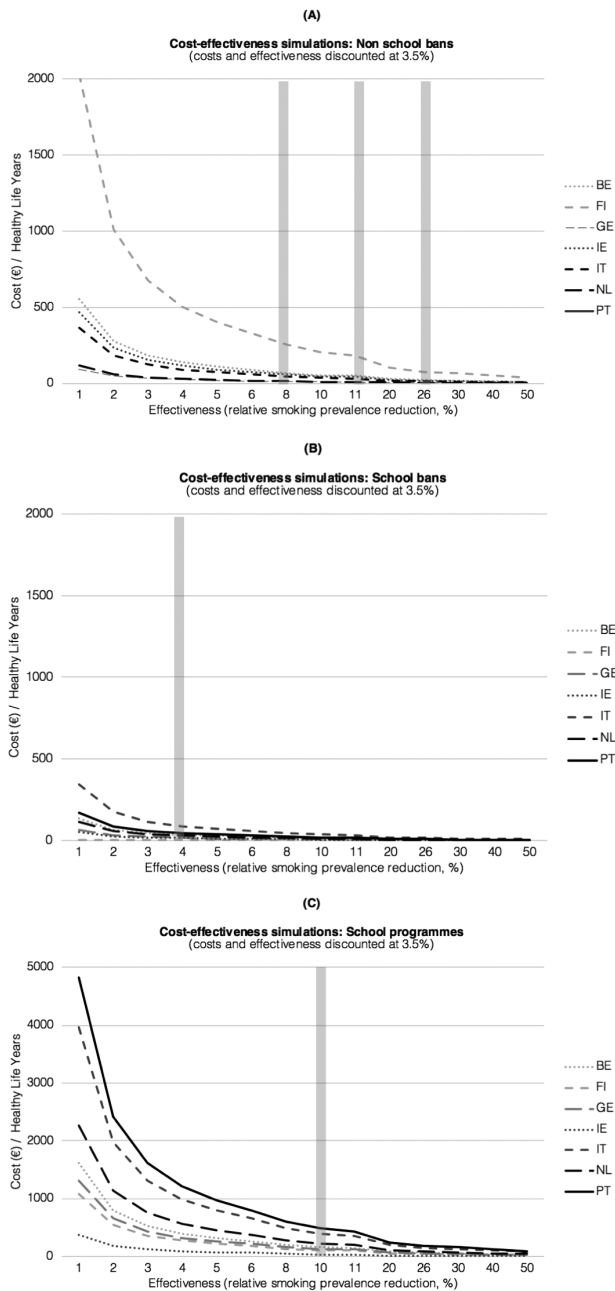 (A)
Cost-effectiveness simulations: Non school bans
(costs and effectiveness discounted at 3.5%)
Cost (€) / Healthy Life Years
2000
1500
1000
500
0
1 2 3 4 5 6 8 10 11 20 26 30 40 50
Effectiveness (relative smoking prevalence reduction, %)
BE
FI
GE
IE
IT
NL
PT
(B)
Cost-effectiveness simulations: School bans
(costs and effectiveness discounted at 3.5%)
Cost (€) / Healthy Life Years
2000
1500
1000
500
0
1 2 3 4 5 6 8 10 11 20 26 30 40 50
Effectiveness (relative smoking prevalence reduction, %)
BE
FI
GE
IE
IT
NL
PT
(C)
Cost-effectiveness simulations: School programmes
(costs and effectiveness discounted at 3.5%)
Cost (€) / Healthy Life Years
5000
4000
3000
2000
1000
0
1 2 3 4 5 6 8 10 11 20 26 30 40 50
Effectiveness (relative smoking prevalence reduction, %)
BE
FI
GE
IE
IT
NL
PT